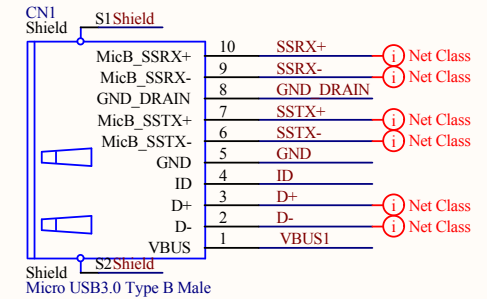 CN1
Shield S1 Shield
MicB_SSRX+ 10 SSRX+ i Net Class
MicB_SSRX- 9 SSRX- i Net Class
GND_DRAIN 8 GND_DRAIN
MicB_SSTX+ 7 SSTX+ i Net Class
MicB_SSTX- 6 SSTX- i Net Class
GND 5 GND
ID 4 ID
D+ 3 D+ i Net Class
D- 2 D- i Net Class
VBUS 1 VBUS1
Shield S2 Shield
Micro USB3.0 Type B Male